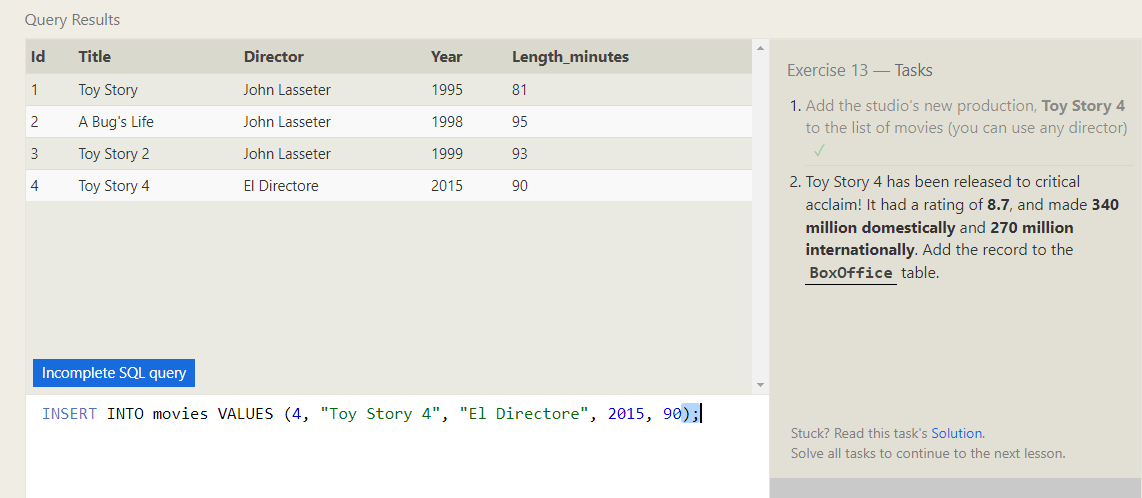 Query Results
Id Title Director Year Length_minutes
1 Toy Story John Lasseter 1995 81
2 A Bug's Life John Lasseter 1998 95
3 Toy Story 2 John Lasseter 1999 93
4 Toy Story 4 El Directore 2015 90
Incomplete SQL query
INSERT INTO movies VALUES (4, "Toy Story 4", "El Directore", 2015, 90);
Exercise 13 — Tasks
1. Add the studio's new production, Toy Story 4
to the list of movies (you can use any director)
✓
2. Toy Story 4 has been released to critical
acclaim! It had a rating of 8.7, and made 340
million domestically and 270 million
internationally. Add the record to the
BoxOffice table.
Stuck? Read this task's Solution.
Solve all tasks to continue to the next lesson.